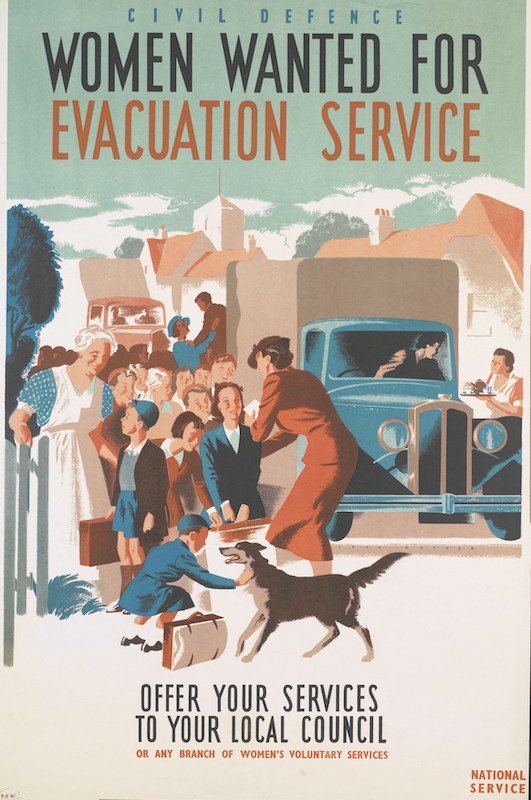 CIVIL DEFENCE
WOMEN WANTED FOR
EVACUATION SERVICE
OFFER YOUR SERVICES
TO YOUR LOCAL COUNCIL
OR ANY BRANCH OF WOMEN'S VOLUNTARY SERVICES
NATIONAL
SERVICE